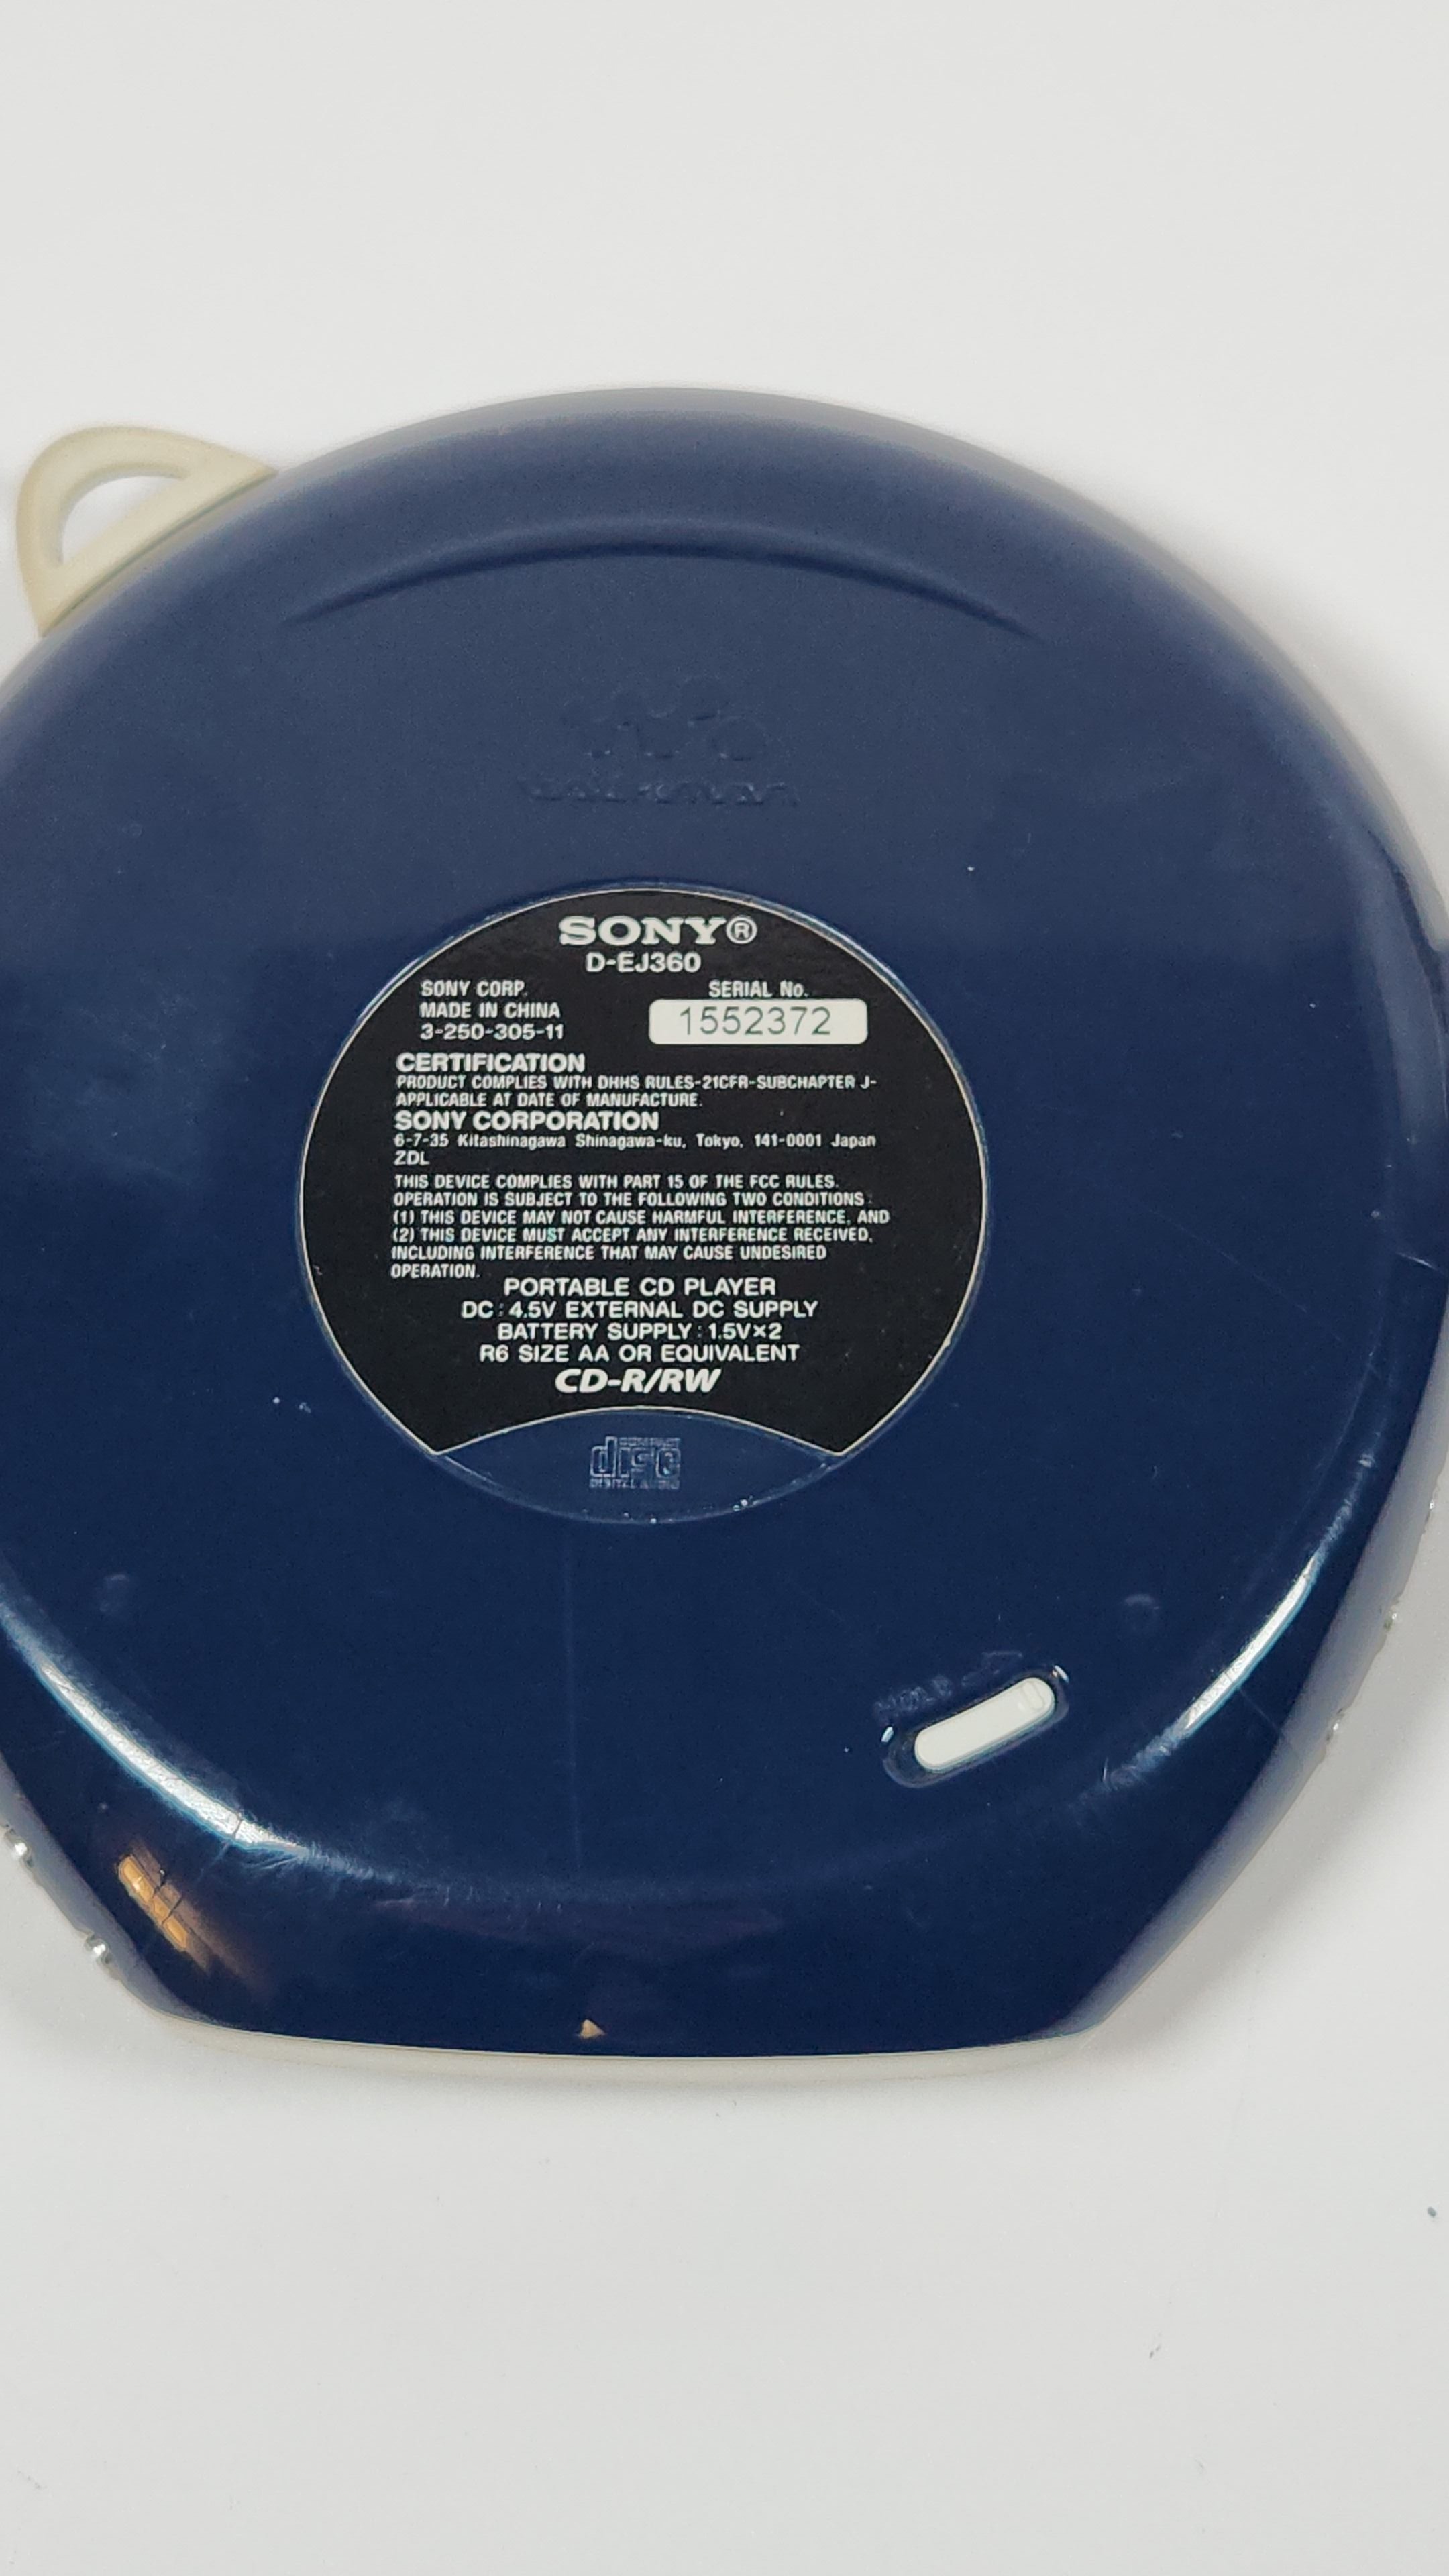 Walkman
SONY®
D-EJ360
SONY CORP.
MADE IN CHINA
3-250-305-11
SERIAL No.
1552372
CERTIFICATION
PRODUCT COMPLIES WITH DHHS RULES-21CFR-SUBCHAPTER J-
APPLICABLE AT DATE OF MANUFACTURE.
SONY CORPORATION
6-7-35 Kitashinagawa Shinagawa-ku, Tokyo, 141-0001 Japan
ZDL
THIS DEVICE COMPLIES WITH PART 15 OF THE FCC RULES.
OPERATION IS SUBJECT TO THE FOLLOWING TWO CONDITIONS:
(1) THIS DEVICE MAY NOT CAUSE HARMFUL INTERFERENCE, AND
(2) THIS DEVICE MUST ACCEPT ANY INTERFERENCE RECEIVED,
INCLUDING INTERFERENCE THAT MAY CAUSE UNDESIRED
OPERATION.
PORTABLE CD PLAYER
DC : 4.5V EXTERNAL DC SUPPLY
BATTERY SUPPLY : 1.5V×2
R6 SIZE AA OR EQUIVALENT
CD-R/RW
COMPACT
disc
DIGITAL AUDIO
HOLD